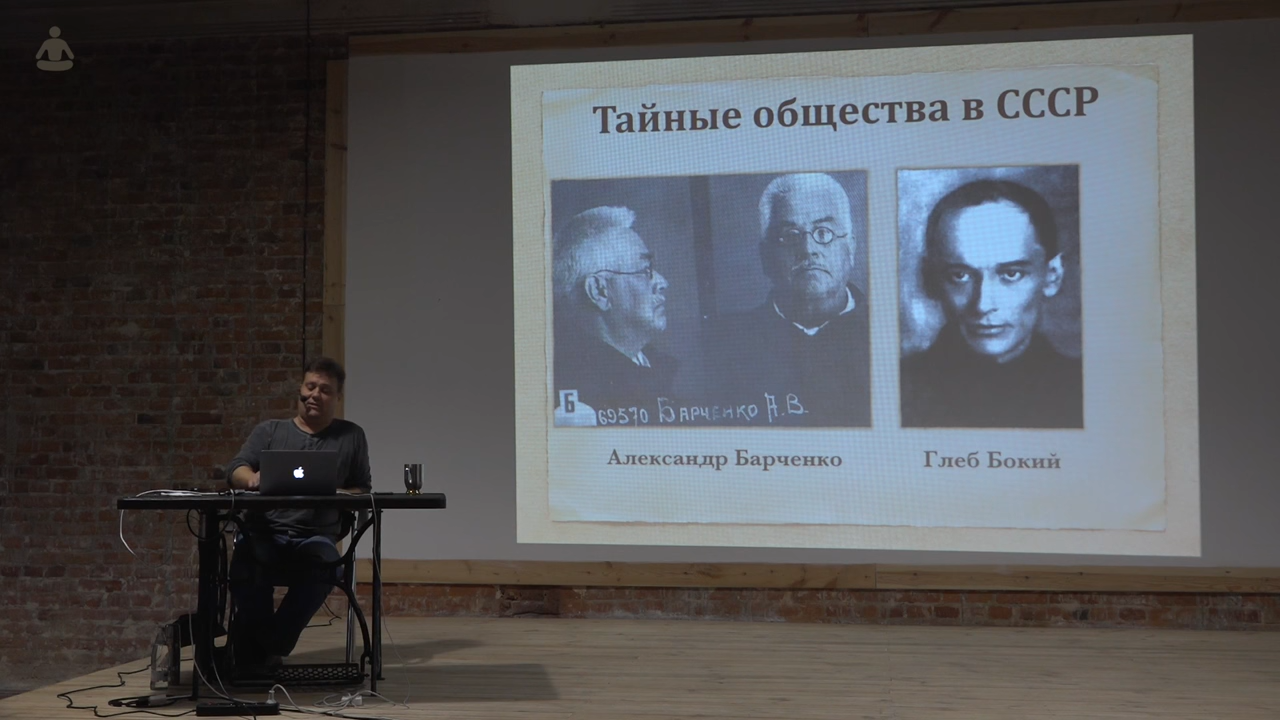 Тайные общества в СССР
Б
69570 БАРЧЕНКО А.В.
Александр Барченко
Глеб Бокий